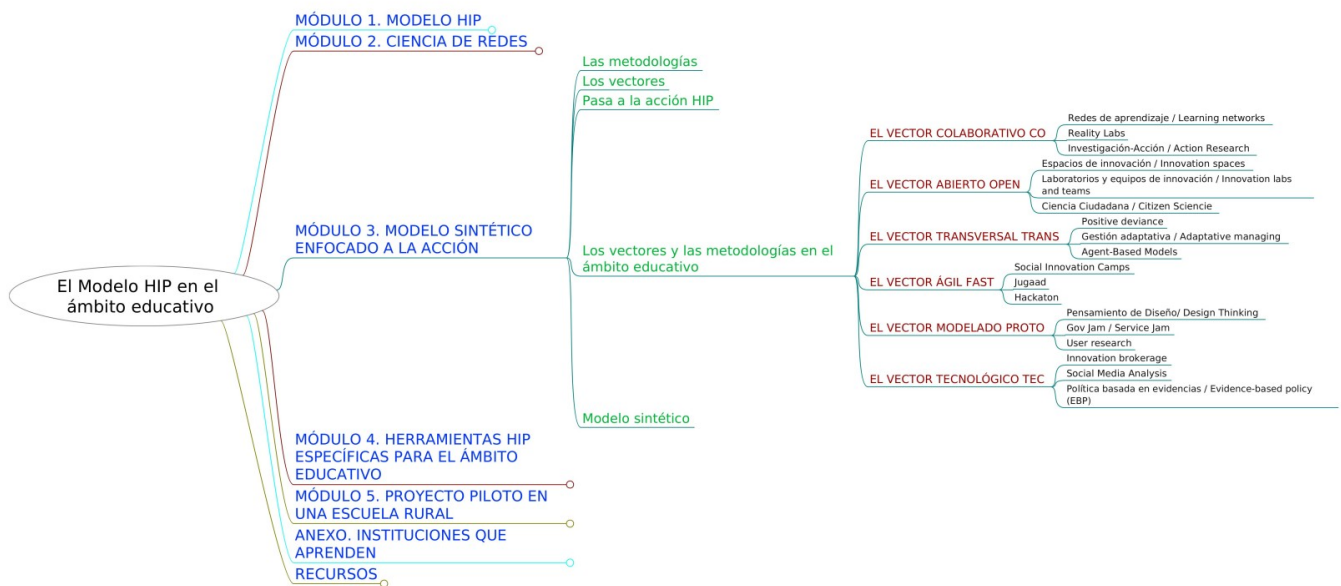 El Modelo HIP en el
ámbito educativo
MÓDULO 1. MODELO HIP
MÓDULO 2. CIENCIA DE REDES
MÓDULO 3. MODELO SINTÉTICO
ENFOCADO A LA ACCIÓN
Las metodologías
Los vectores
Pasa a la acción HIP
Los vectores y las metodologías en el
ámbito educativo
EL VECTOR COLABORATIVO CO
Redes de aprendizaje / Learning networks
Reality Labs
Investigación-Acción / Action Research
EL VECTOR ABIERTO OPEN
Espacios de innovación / Innovation spaces
Laboratorios y equipos de innovación / Innovation labs
and teams
Ciencia Ciudadana / Citizen Sciencie
EL VECTOR TRANSVERSAL TRANS
Positive deviance
Gestión adaptativa / Adaptative managing
Agent-Based Models
EL VECTOR ÁGIL FAST
Social Innovation Camps
Jugaad
Hackaton
EL VECTOR MODELADO PROTO
Pensamiento de Diseño/ Design Thinking
Gov Jam / Service Jam
User research
EL VECTOR TECNOLÓGICO TEC
Innovation brokerage
Social Media Analysis
Política basada en evidencias / Evidence-based policy
(EBP)
Modelo sintético
MÓDULO 4. HERRAMIENTAS HIP
ESPECÍFICAS PARA EL ÁMBITO
EDUCATIVO
MÓDULO 5. PROYECTO PILOTO EN
UNA ESCUELA RURAL
ANEXO. INSTITUCIONES QUE
APRENDEN
RECURSOS